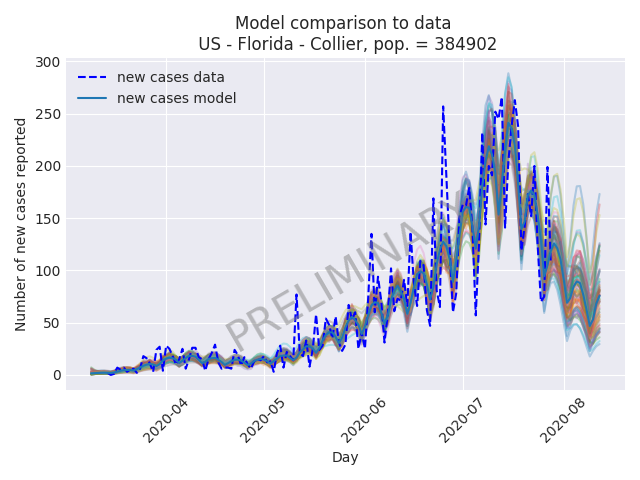 Model comparison to data
US - Florida - Collier, pop. = 384902
new cases data
new cases model
PRELIMINARY
Number of new cases reported
300
250
200
150
100
50
0
2020-04
2020-05
2020-06
2020-07
2020-08
Day